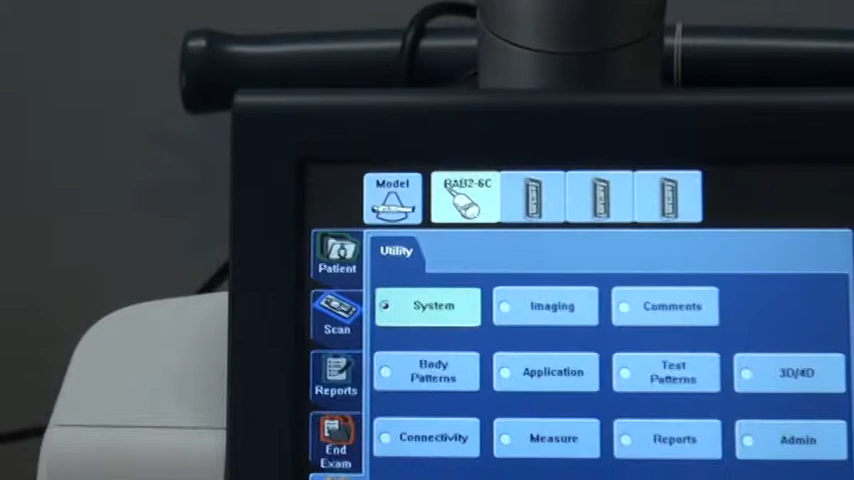 Model
RAB2-6C
Utility
Patient
System
Imaging
Comments
Scan
Body
Patterns
Application
Test
Patterns
3D/4D
Reports
Connectivity
Measure
Reports
Admin
End
Exam